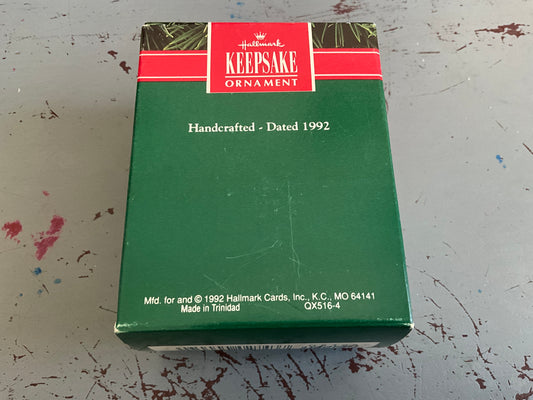 Hallmark
KEEPSAKE
ORNAMENT
Handcrafted - Dated 1992
Mfd. for and © 1992 Hallmark Cards, Inc., K.C., MO 64141
Made in Trinidad QX516-4